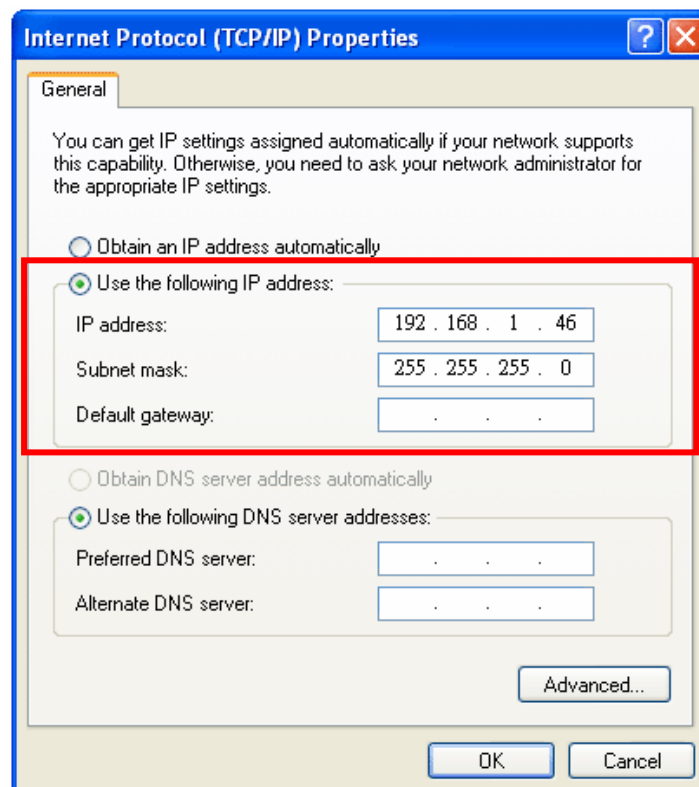 Internet Protocol (TCP/IP) Properties
General
You can get IP settings assigned automatically if your network supports
this capability. Otherwise, you need to ask your network administrator for
the appropriate IP settings.
Obtain an IP address automatically
Use the following IP address:
IP address: 192 . 168 . 1 . 46
Subnet mask: 255 . 255 . 255 . 0
Default gateway: . . .
Obtain DNS server address automatically
Use the following DNS server addresses:
Preferred DNS server: . . .
Alternate DNS server: . . .
Advanced...
OK Cancel